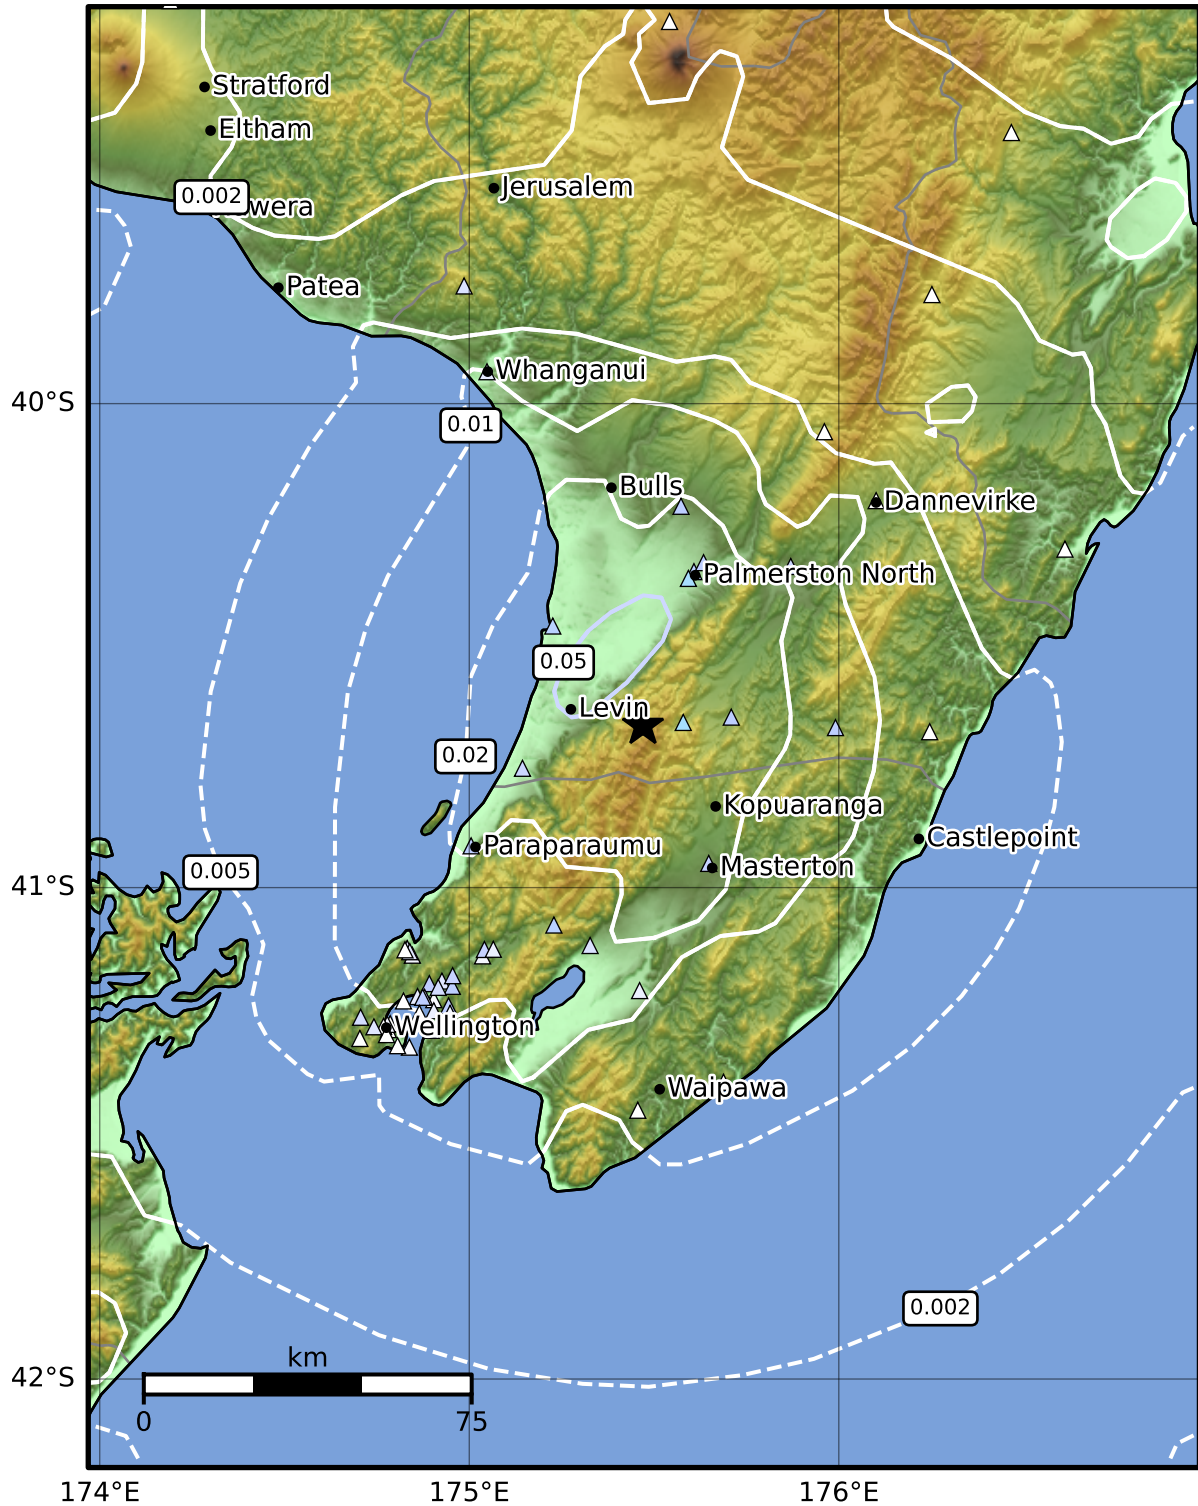 Stratford
Eltham
0.002
wera
Jerusalem
Patea
Whanganui
40°S
0.01
Bulls
Dannevirke
Palmerston North
0.05
Levin
0.02
Kopuaranga
Castlepoint
Paraparaumu
Masterton
0.005
41°S
Wellington
Waipawa
0.002
km
42°S
0
75
174°E
175°E
176°E